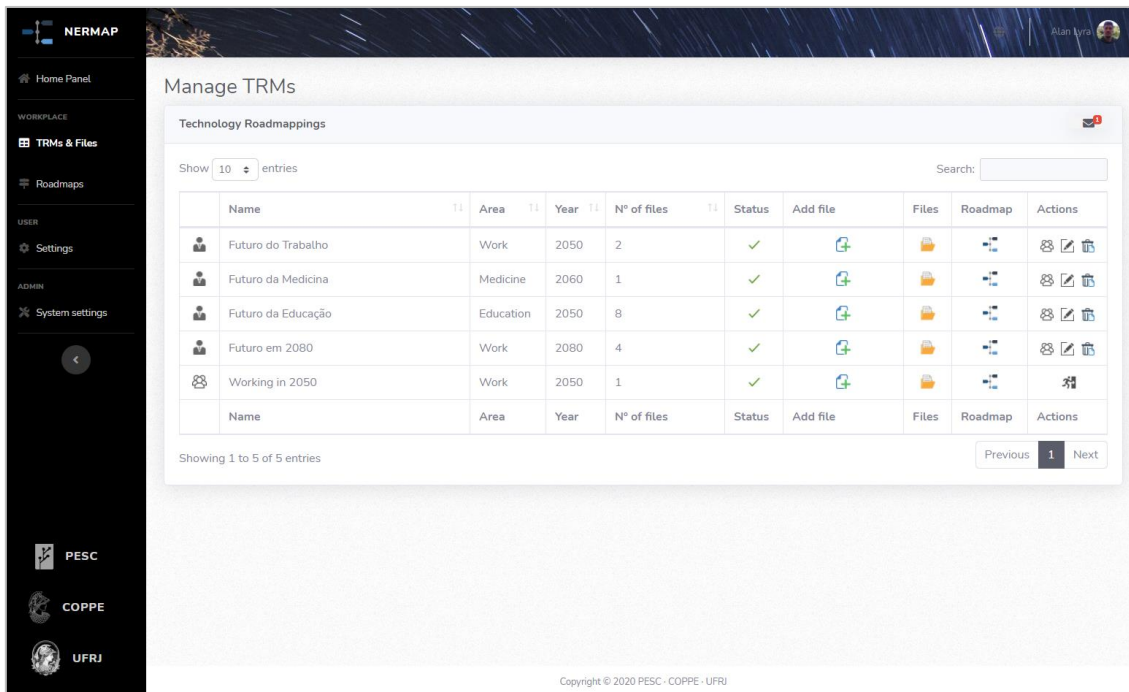 NERMAP
Alan Lyra
Home Panel
WORKPLACE
TRMs & Files
Roadmaps
USER
Settings
ADMIN
System settings
PESC
COPPE
UFRJ
Manage TRMs
Technology Roadmappings
1
Show 10 entries
Search:
Name Area Year Nº of files Status Add file Files Roadmap Actions
Futuro do Trabalho Work 2050 2
Futuro da Medicina Medicine 2060 1
Futuro da Educação Education 2050 8
Futuro em 2080 Work 2080 4
Working in 2050 Work 2050 1
Name Area Year Nº of files Status Add file Files Roadmap Actions
Showing 1 to 5 of 5 entries
Previous 1 Next
Copyright © 2020 PESC · COPPE · UFRJ